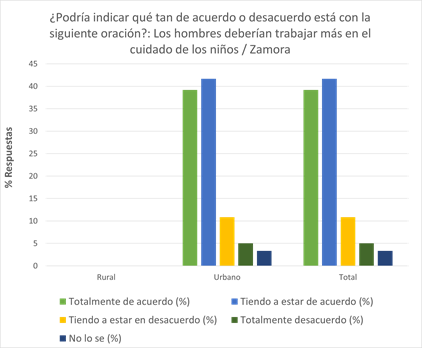 ¿Podría indicar qué tan de acuerdo o desacuerdo está con la
siguiente oración?: Los hombres deberían trabajar más en el
cuidado de los niños / Zamora
% Respuestas
45
40
35
30
25
20
15
10
5
0
Rural Urbano Total
Totalmente de acuerdo (%) Tiendo a estar de acuerdo (%)
Tiendo a estar en desacuerdo (%) Totalmente desacuerdo (%)
No lo se (%)